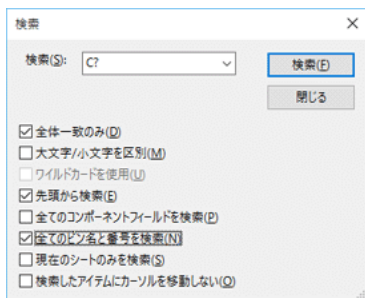 検索
検索(S): C? 検索(F)
閉じる
全体一致のみ(D)
大文字/小文字を区別(M)
ワイルドカードを使用(U)
先頭から検索(E)
全てのコンポーネントフィールドを検索(P)
全てのピン名と番号を検索(N)
現在のシートのみを検索(S)
検索したアイテムにカーソルを移動しない(O)